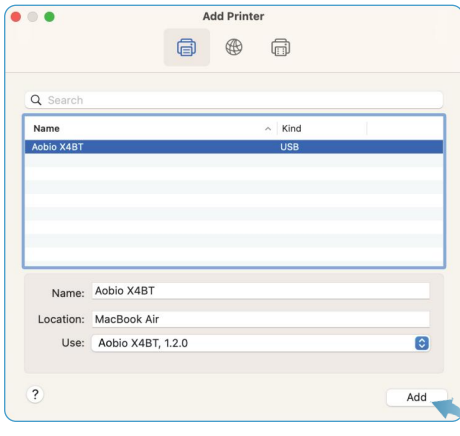 Add Printer
Search
Name Kind
Aobio X4BT USB
Name: Aobio X4BT
Location: MacBook Air
Use: Aobio X4BT, 1.2.0
? Add